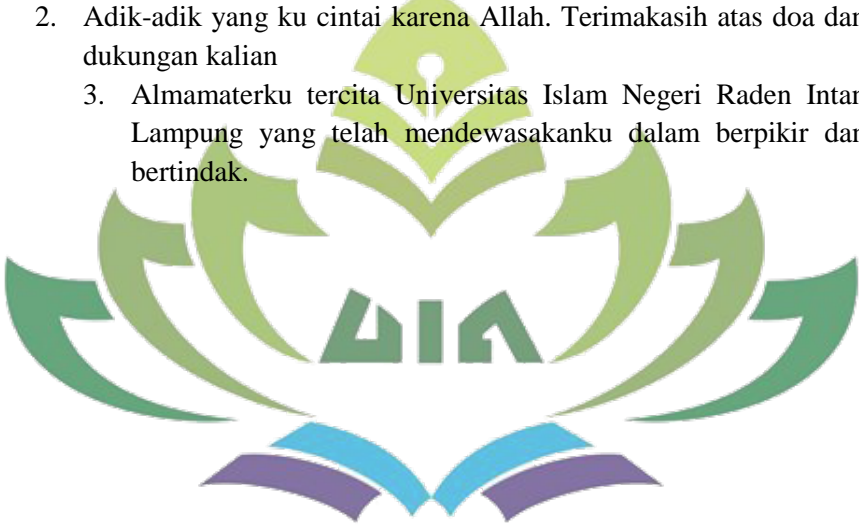 2. Adik-adik yang ku cintai karena Allah. Terimakasih atas doa dan
dukungan kalian
3. Almamaterku tercita Universitas Islam Negeri Raden Intan
Lampung yang telah mendewasakanku dalam berpikir dan
bertindak.
UIN